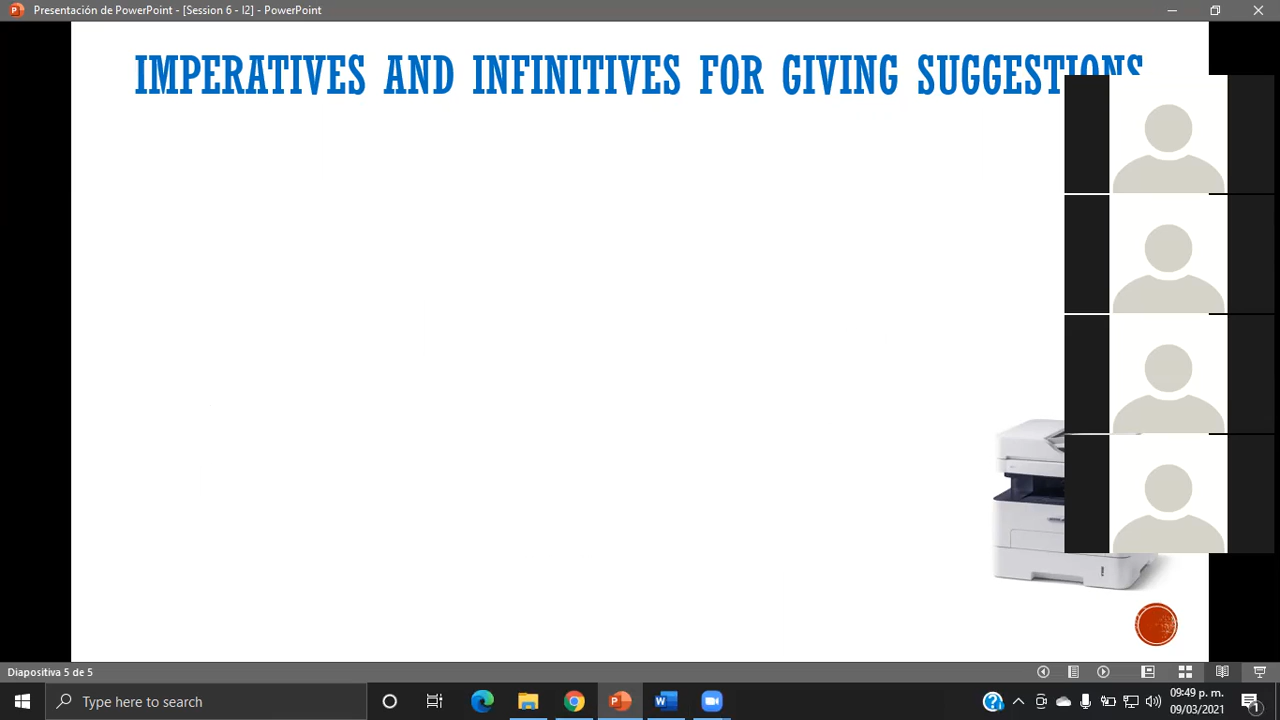 Presentación de PowerPoint - [Session 6 - I2] - PowerPoint
IMPERATIVES AND INFINITIVES FOR GIVING SUGGESTIONS
Diapositiva 5 de 5
Type here to search
09:49 p. m.
09/03/2021
1